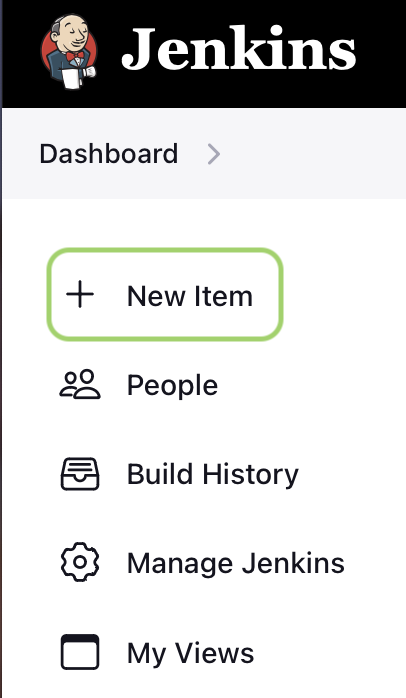 Jenkins
Dashboard
New Item
People
Build History
Manage Jenkins
My Views